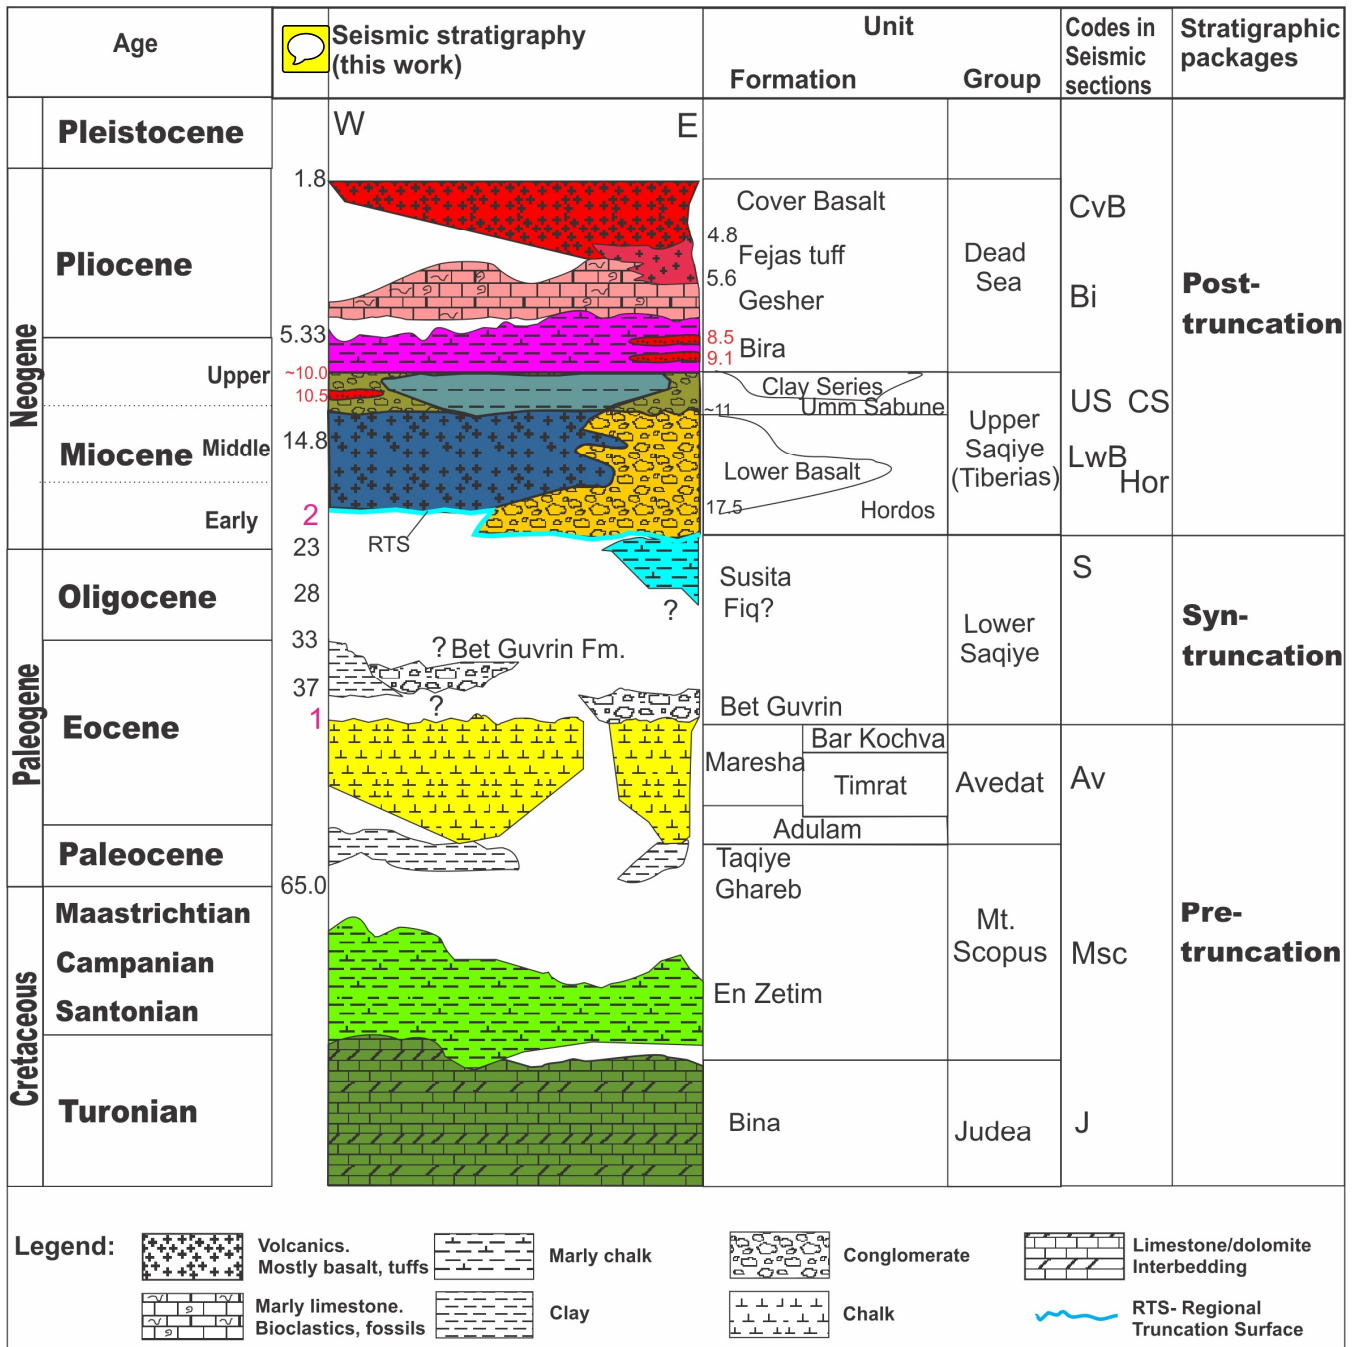 Age
Seismic stratigraphy
(this work)
Unit
Formation
Group
Codes in
Seismic
sections
Stratigraphic
packages
W
E
Pleistocene
Neogene
Pliocene
Miocene
Upper
Middle
Early
Paleogene
Oligocene
Eocene
Paleocene
Cretaceous
Maastrichtian
Campanian
Santonian
Turonian
1.8
5.33
~10.0
10.5
14.8
2
23
28
33
37
1
65.0
RTS
?
? Bet Guvrin Fm.
?
4.8
5.6
8.5
9.1
~11
17.5
Cover Basalt
Fejas tuff
Gesher
Bira
Clay Series
Umm Sabune
Lower Basalt
Hordos
Susita
Fiq?
Bet Guvrin
Maresha
Bar Kochva
Timrat
Adulam
Taqiye
Ghareb
En Zetim
Bina
Dead
Sea
Upper
Saqiye
(Tiberias)
Lower
Saqiye
Avedat
Mt.
Scopus
Judea
CvB
Bi
US CS
LwB
Hor
S
Av
Msc
J
Post-
truncation
Syn-
truncation
Pre-
truncation
Legend:
Volcanics.
Mostly basalt, tuffs
Marly chalk
Conglomerate
Limestone/dolomite
Interbedding
Marly limestone.
Bioclastics, fossils
Clay
Chalk
RTS- Regional
Truncation Surface